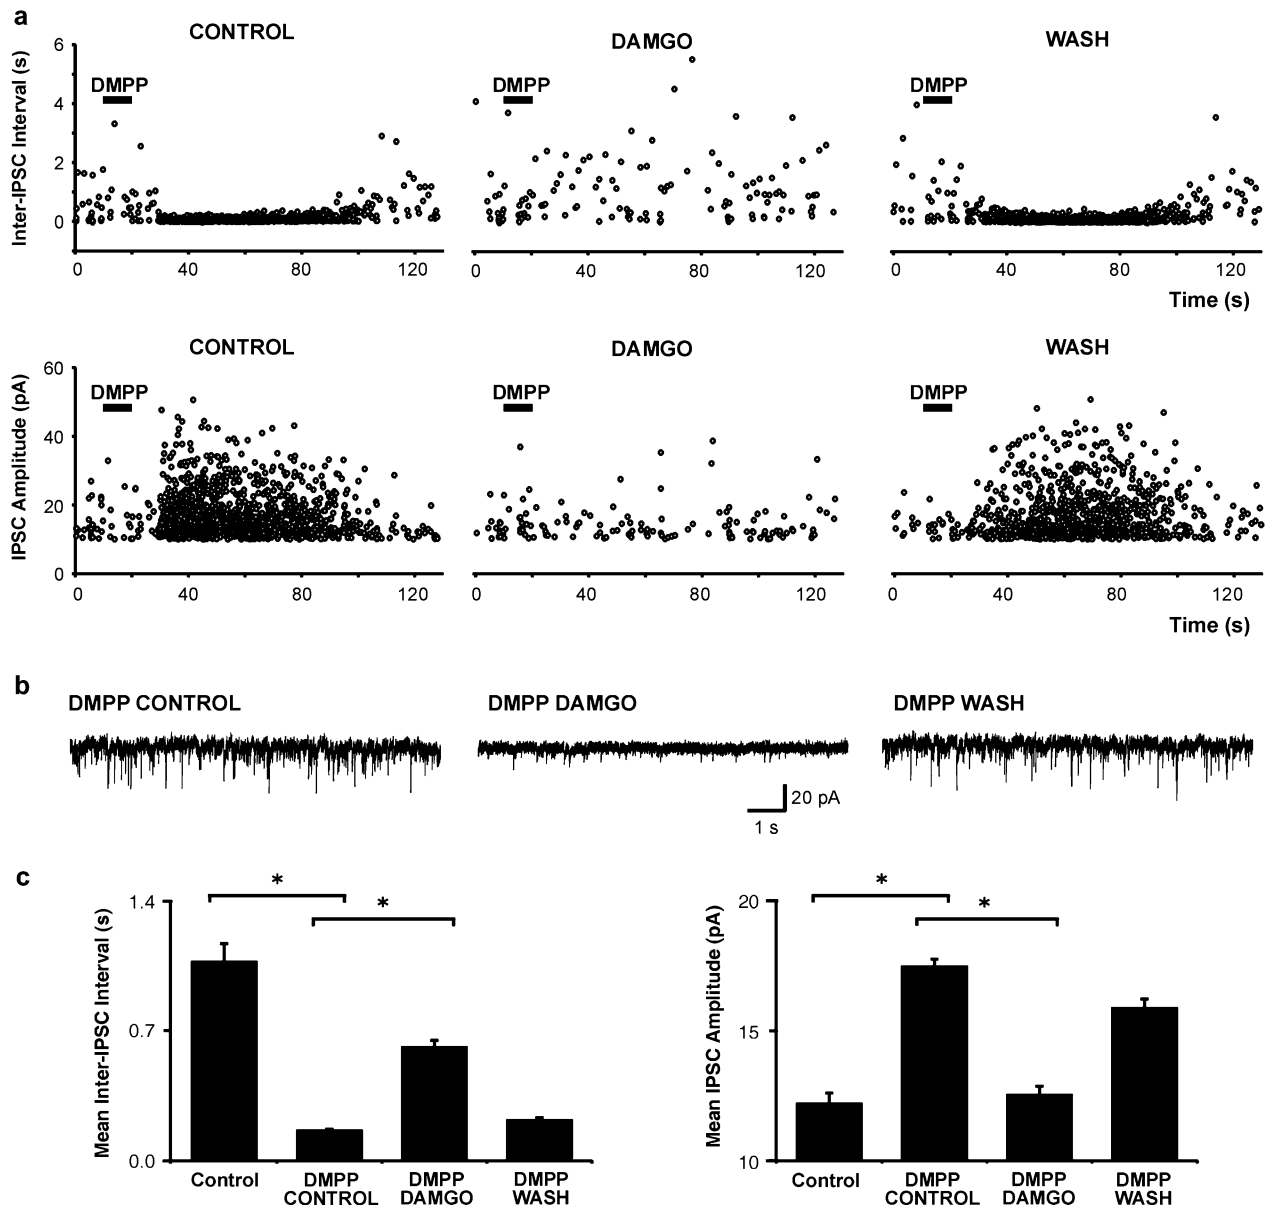 a
CONTROL
DAMGO
WASH
Inter-IPSC Interval (s)
6
4
2
0
DMPP
DMPP
DMPP
0 40 80 120
0 40 80 120
0 40 80 120
Time (s)
CONTROL
DAMGO
WASH
IPSC Amplitude (pA)
60
40
20
0
DMPP
DMPP
DMPP
0 40 80 120
0 40 80 120
0 40 80 120
Time (s)
b
DMPP CONTROL
DMPP DAMGO
DMPP WASH
20 pA
1 s
c
Mean Inter-IPSC Interval (s)
1.4
0.7
0.0
*
*
Control
DMPP CONTROL
DMPP DAMGO
DMPP WASH
Mean IPSC Amplitude (pA)
20
15
10
*
*
Control
DMPP CONTROL
DMPP DAMGO
DMPP WASH